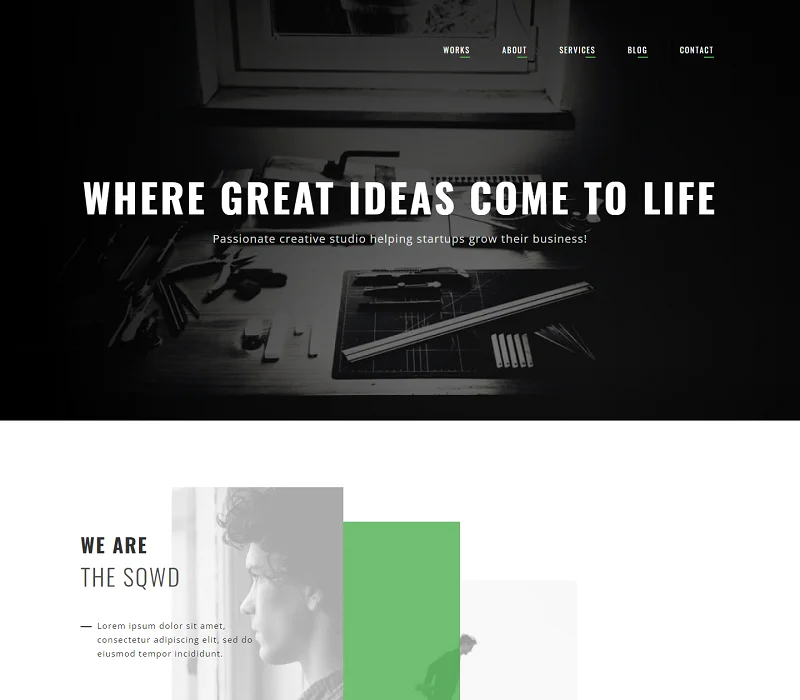 WORKS ABOUT SERVICES BLOG CONTACT
WHERE GREAT IDEAS COME TO LIFE
Passionate creative studio helping startups grow their business!
WE ARE
THE SQWD
Lorem ipsum dolor sit amet,
consectetur adipiscing elit, sed do
eiusmod tempor incididunt.